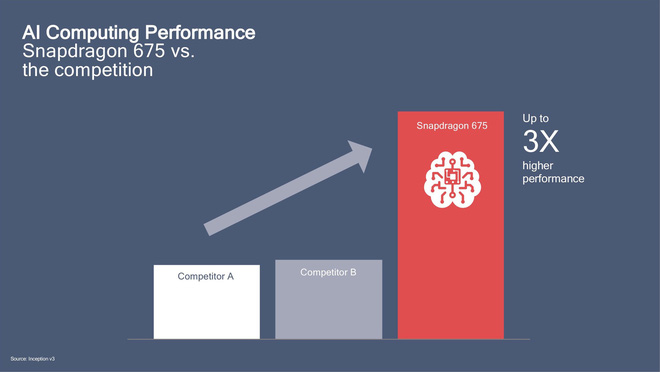 AI Computing Performance
Snapdragon 675 vs.
the competition
Snapdragon 675
Up to
3X
higher
performance
Competitor A
Competitor B
Source: Inception v3